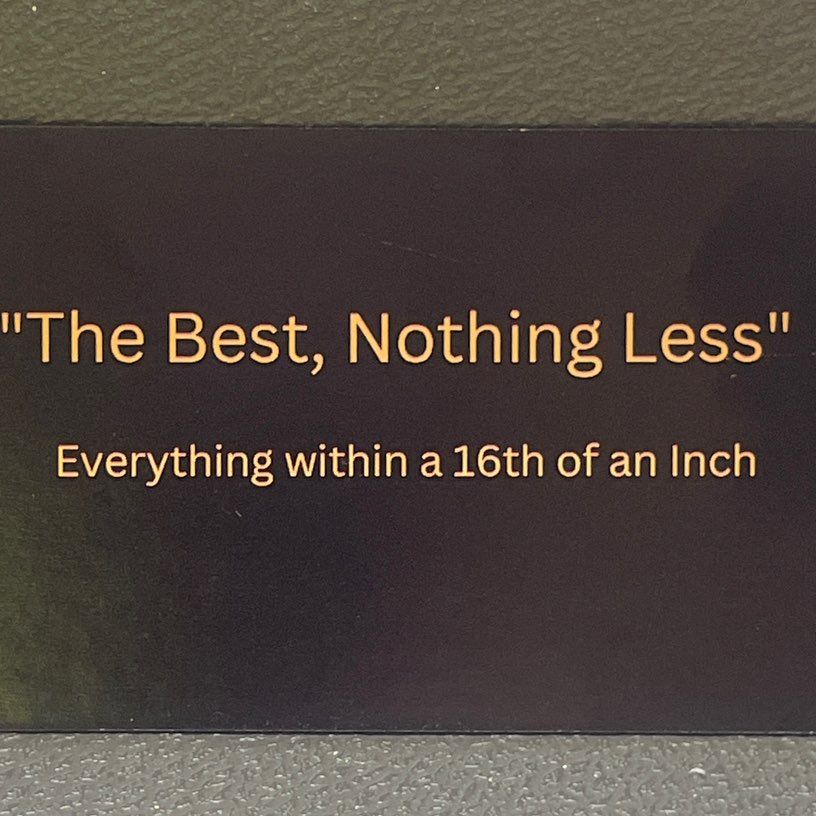 "The Best, Nothing Less"
Everything within a 16th of an Inch